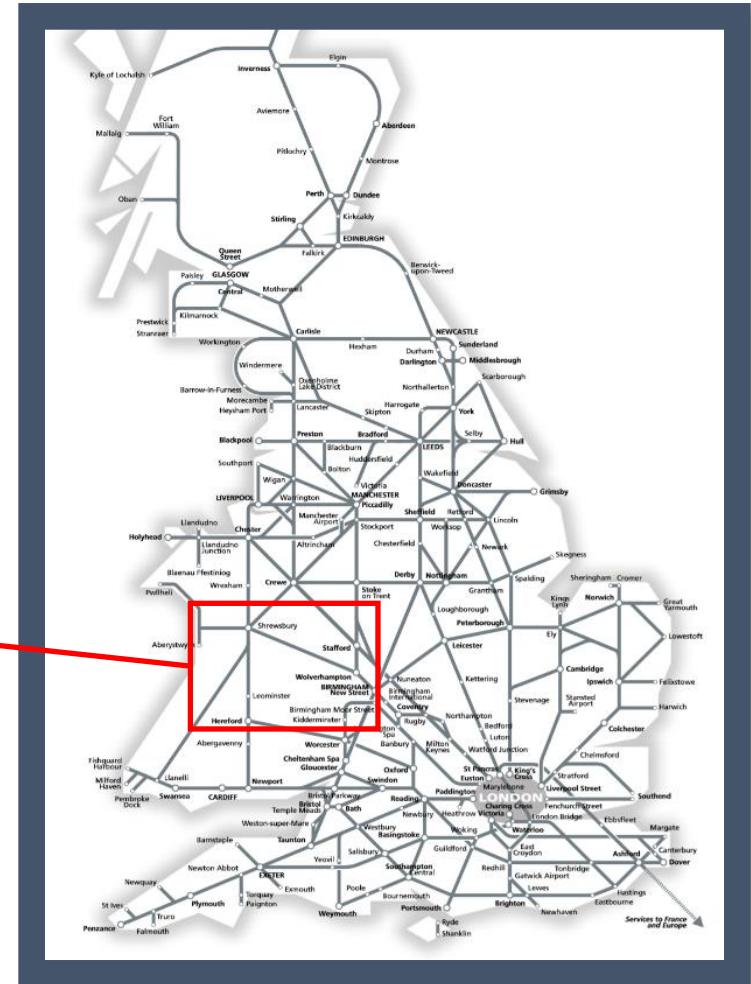 Elgin
Inverness
Kyle of Lochalsh
Aviemore
Fort
William
Mallaig
Aberdeen
Pitlochry
Montrose
Oban
Perth
Dundee
Stirling
Kirkcaldy
EDINBURGH
Queen
Street
Falkirk
Berwick-
upon-Tweed
Paisley
GLASGOW
Central
Motherwell
Kilmarnock
Prestwick
Stranraer
Carlisle
NEWCASTLE
Workington
Hexham
Sunderland
Durham
Darlington
Middlesbrough
Windermere
Scarborough
Oxenholme
Lake District
Barrow-in-Furness
Northallerton
Morecambe
Heysham Port
Lancaster
Harrogate
York
Skipton
Preston
Bradford
Selby
Blackpool
Blackburn
LEEDS
Hull
Huddersfield
Southport
Bolton
Wakefield
Wigan
Victoria
Doncaster
MANCHESTER
Grimsby
LIVERPOOL
Warrington
Piccadilly
Manchester
Airport
Sheffield
Retford
Lincoln
Llandudno
Stockport
Worksop
Holyhead
Chester
Llandudno
Junction
Altrincham
Chesterfield
Newark
Skegness
Blaenau Ffestiniog
Pwllheli
Wrexham
Crewe
Stoke
on Trent
Derby
Nottingham
Grantham
Spalding
Sheringham
Cromer
Kings
Lynn
Norwich
Great
Yarmouth
Loughborough
Shrewsbury
Peterborough
Ely
Lowestoft
Aberystwy
Stafford
Leicester
Wolverhampton
Nuneaton
Cambridge
BIRMINGHAM
New Street
Birmingham
International
Kettering
Ipswich
Felixstowe
Leominster
Stevenage
Stansted
Airport
Harwich
Birmingham Moor Street
Coventry
Hereford
Kidderminster
Rugby
Northampton
Colchester
Spa
Bedford
Abergavenny
Worcester
Banbury
Milton
Keynes
Luton
Watford Junction
Chelmsford
Cheltenham Spa
Fishguard
Harbour
Gloucester
Oxford
St Pancras
King's
Cross
Stratford
Milford
Haven
Llanelli
Newport
Swindon
Euston
Marylebone
Liverpool Street
Pembroke
Dock
Swansea
CARDIFF
Bristol Parkway
Reading
Paddington
LONDON
Southend
Bristol
Temple Meads
Bath
Charing Cross
Fenchurch Street
Newbury
Heathrow
Victoria
London Bridge
Ebbsfleet
Weston-super-Mare
Westbury
Basingstoke
Woking
Waterloo
Margate
Barnstaple
Taunton
East
Croydon
Canterbury
Yeovil
Salisbury
Guildford
Ashford
Dover
Newton Abbot
Southampton
Central
Redhill
Tonbridge
Gatwick Airport
EXETER
Newquay
Exmouth
Poole
Lewes
Hastings
Torquay
Paignton
Bournemouth
Eastbourne
St Ives
Plymouth
Portsmouth
Brighton
Newhaven
Truro
Weymouth
Penzance
Falmouth
Ryde
Shanklin
Services to France
and Europe